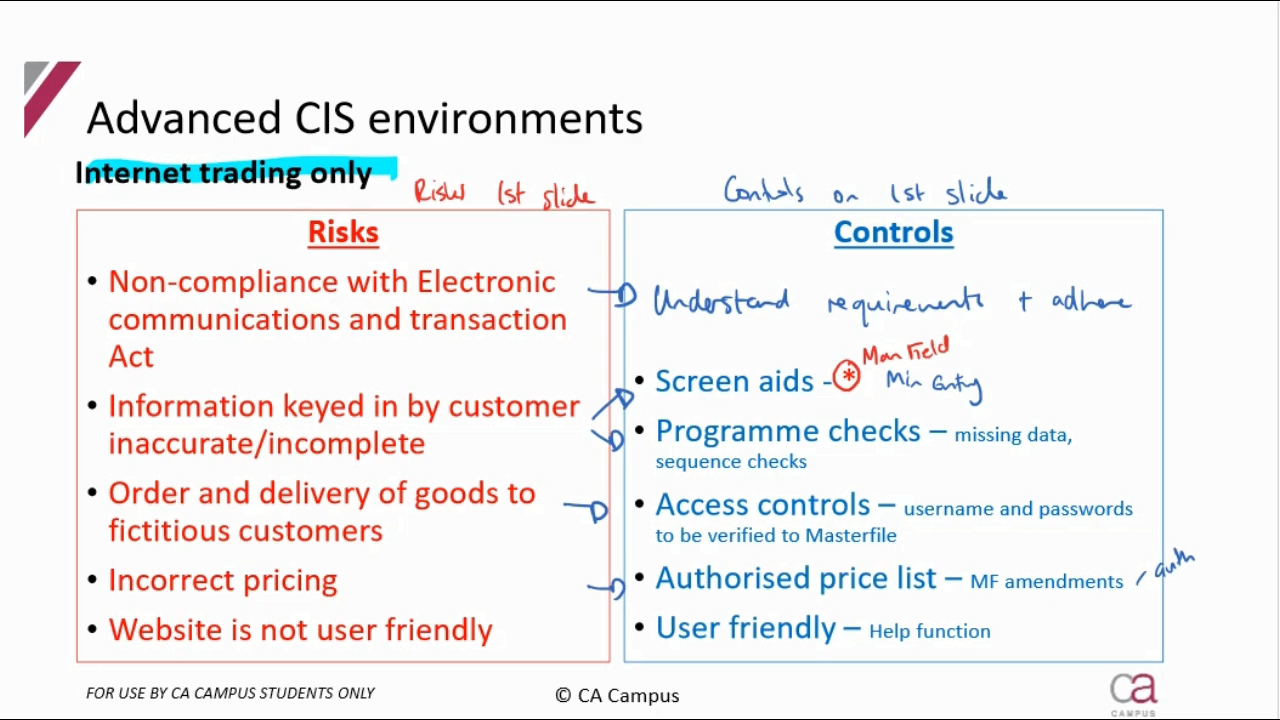 Advanced CIS environments
Internet trading only
Risks 1st slide
Controls on 1st slide
Risks
• Non-compliance with Electronic
communications and transaction
Act
• Information keyed in by customer
inaccurate/incomplete
• Order and delivery of goods to
fictitious customers
• Incorrect pricing
• Website is not user friendly
Controls
Understand requirements + adhere
Man Field
• Screen aids - * Min Entry
• Programme checks – missing data,
sequence checks
• Access controls – username and passwords
to be verified to Masterfile
• Authorised price list – MF amendments
auth
• User friendly – Help function
FOR USE BY CA CAMPUS STUDENTS ONLY
© CA Campus
ca
CAMPUS